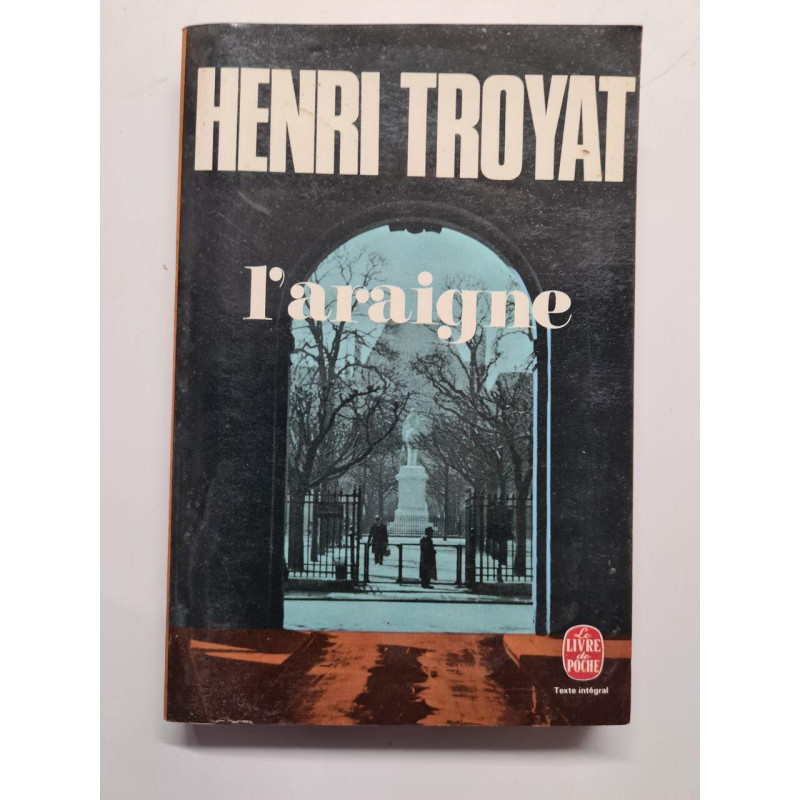 HENRI TROYAT
l'araigne
Le
LIVRE
de
POCHE
Texte intégral